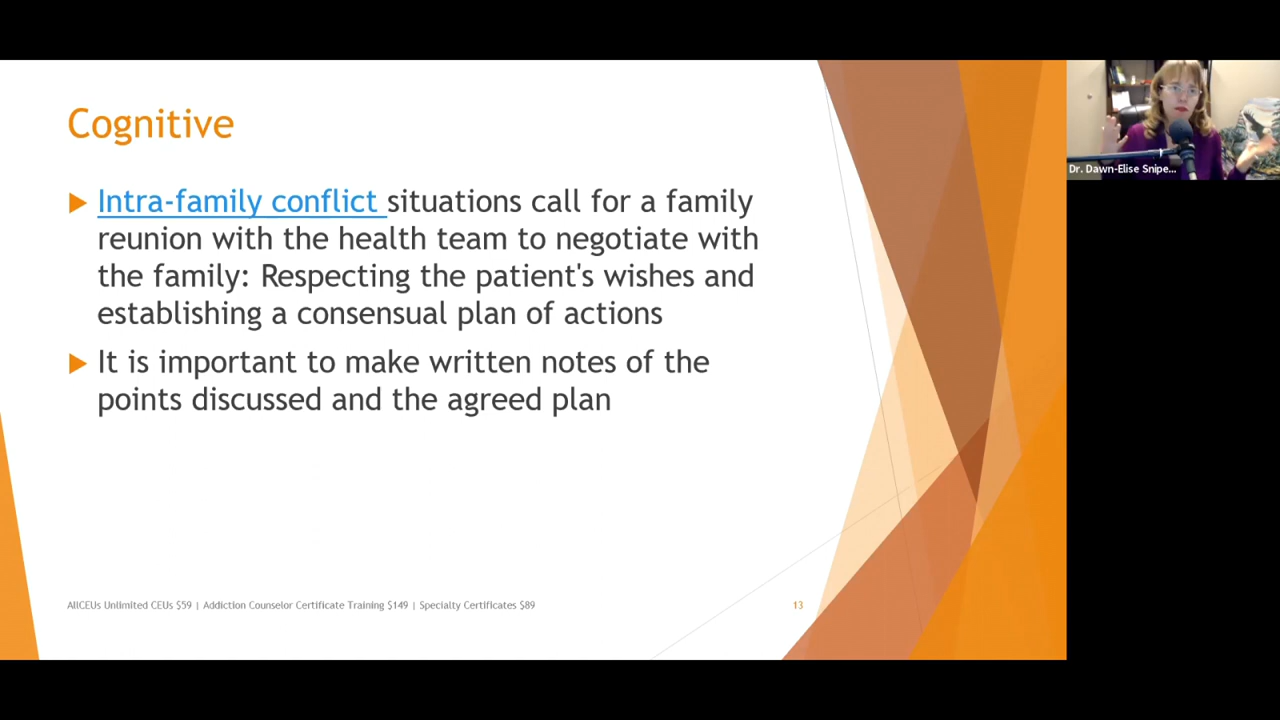 Cognitive
Intra-family conflict situations call for a family
reunion with the health team to negotiate with
the family: Respecting the patient's wishes and
establishing a consensual plan of actions
It is important to make written notes of the
points discussed and the agreed plan
AllCEUs Unlimited CEUs $59 | Addiction Counselor Certificate Training $149 | Specialty Certificates $89
13
Dr. Dawn-Elise Snipe...